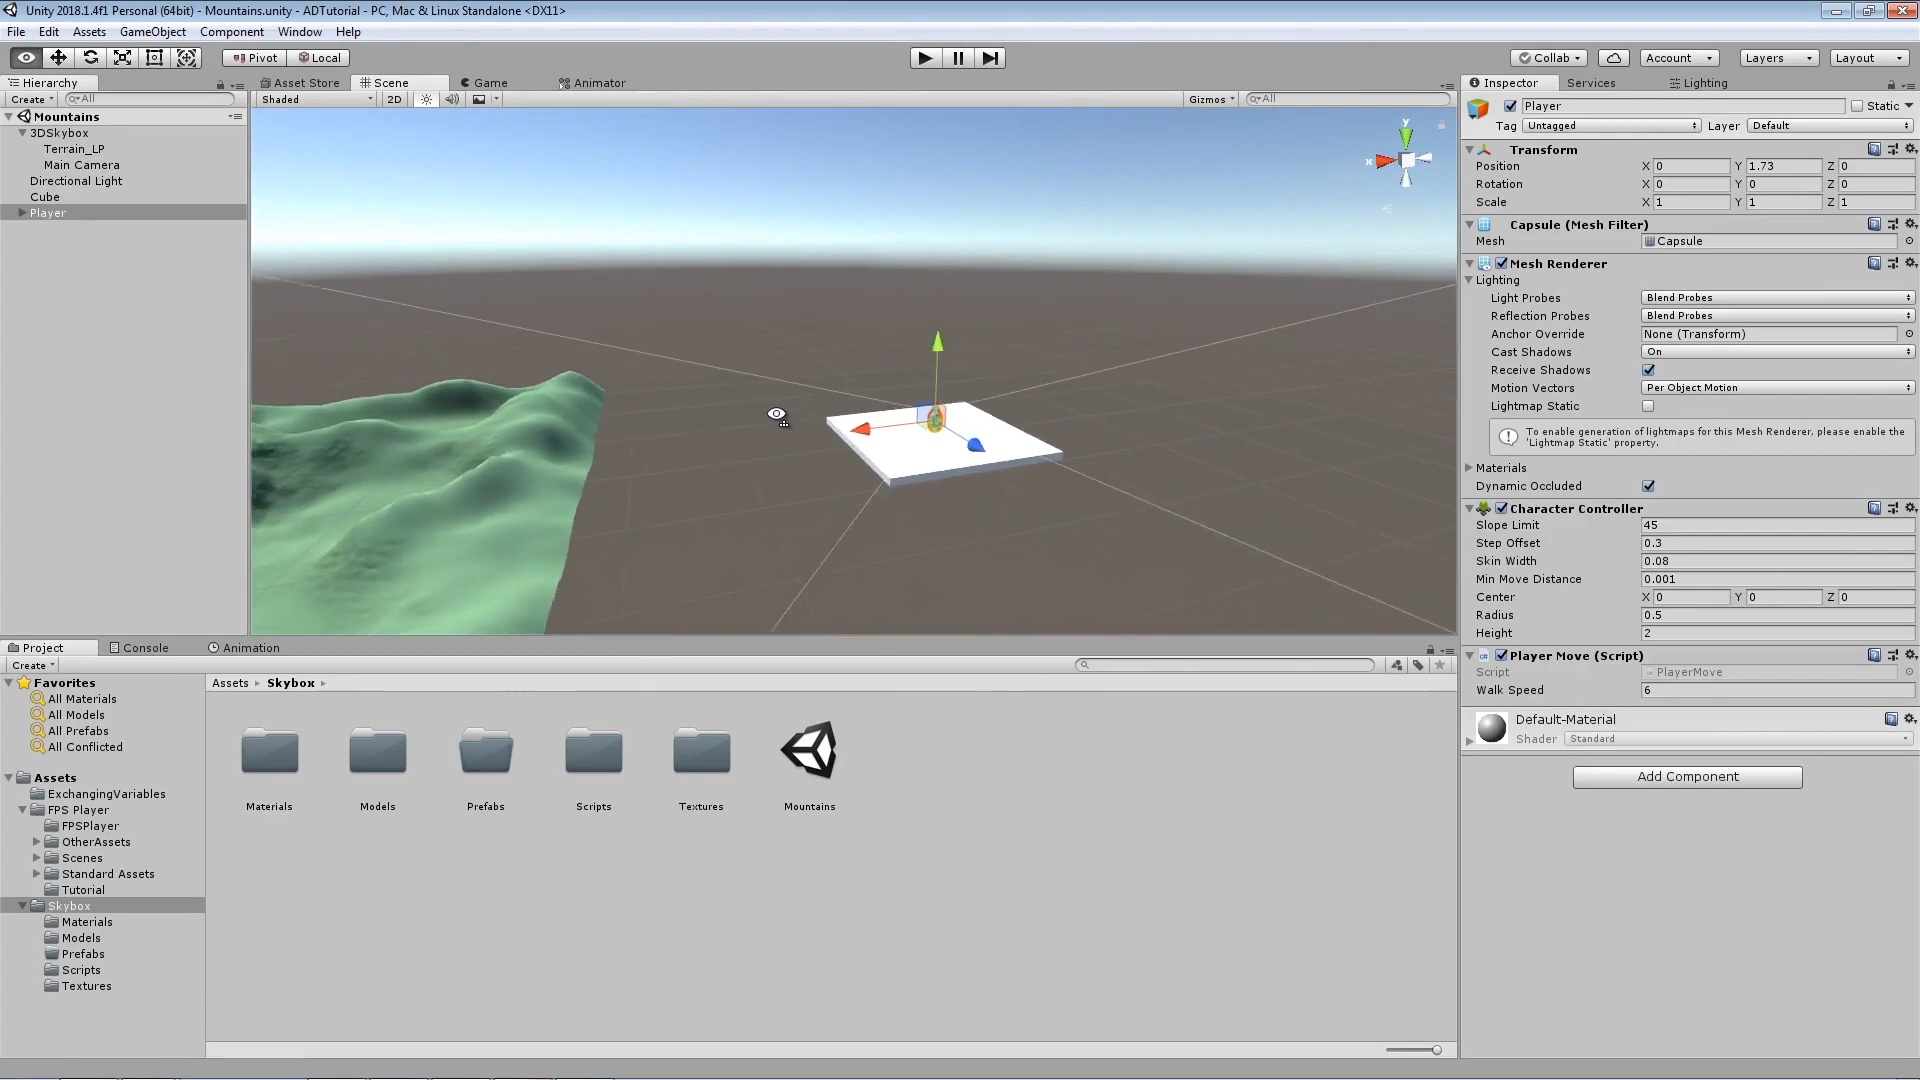 Unity 2018.1.4f1 Personal (64bit) - Mountains.unity - ADTutorial - PC, Mac & Linux Standalone <DX11>
File Edit Assets GameObject Component Window Help
Pivot Local Collab Account Layers Layout
Hierarchy
Create All
Mountains
3DSkybox
Terrain_LP
Main Camera
Directional Light
Cube
Player
Asset Store Scene Game Animator
Shaded 2D Gizmos All
y
x
Inspector Services Lighting
Player Static
Tag Untagged Layer Default
Transform
Position X 0 Y 1.73 Z 0
Rotation X 0 Y 0 Z 0
Scale X 1 Y 1 Z 1
Capsule (Mesh Filter)
Mesh Capsule
Mesh Renderer
Lighting
Light Probes Blend Probes
Reflection Probes Blend Probes
Anchor Override None (Transform)
Cast Shadows On
Receive Shadows
Motion Vectors Per Object Motion
Lightmap Static
To enable generation of lightmaps for this Mesh Renderer, please enable the
'Lightmap Static' property.
Materials
Dynamic Occluded
Character Controller
Slope Limit 45
Step Offset 0.3
Skin Width 0.08
Min Move Distance 0.001
Center X 0 Y 0 Z 0
Radius 0.5
Height 2
Player Move (Script)
Script PlayerMove
Walk Speed 6
Default-Material
Shader Standard
Add Component
Project Console Animation
Create
Favorites
All Materials
All Models
All Prefabs
All Conflicted
Assets
ExchangingVariables
FPS Player
FPSPlayer
OtherAssets
Scenes
Standard Assets
Tutorial
Skybox
Materials
Models
Prefabs
Scripts
Textures
Assets Skybox
Materials Models Prefabs Scripts Textures Mountains